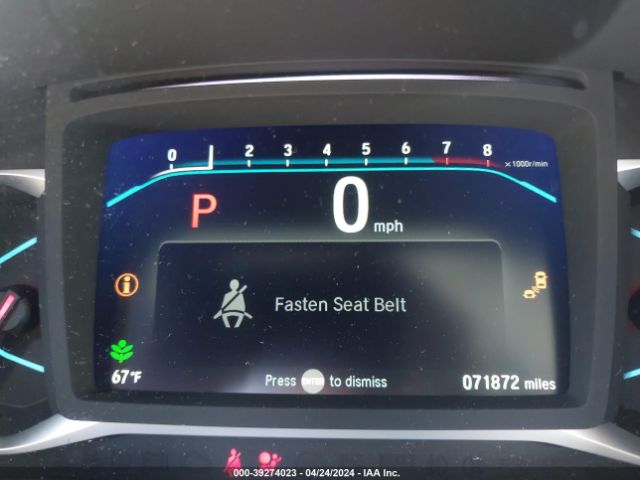 0 2 3 4 5 6 7 8
x1000r/min
P
0 mph
i
Fasten Seat Belt
67°F
Press ENTER to dismiss
071872 miles
000-39274023 - 04/24/2024 - IAA Inc.